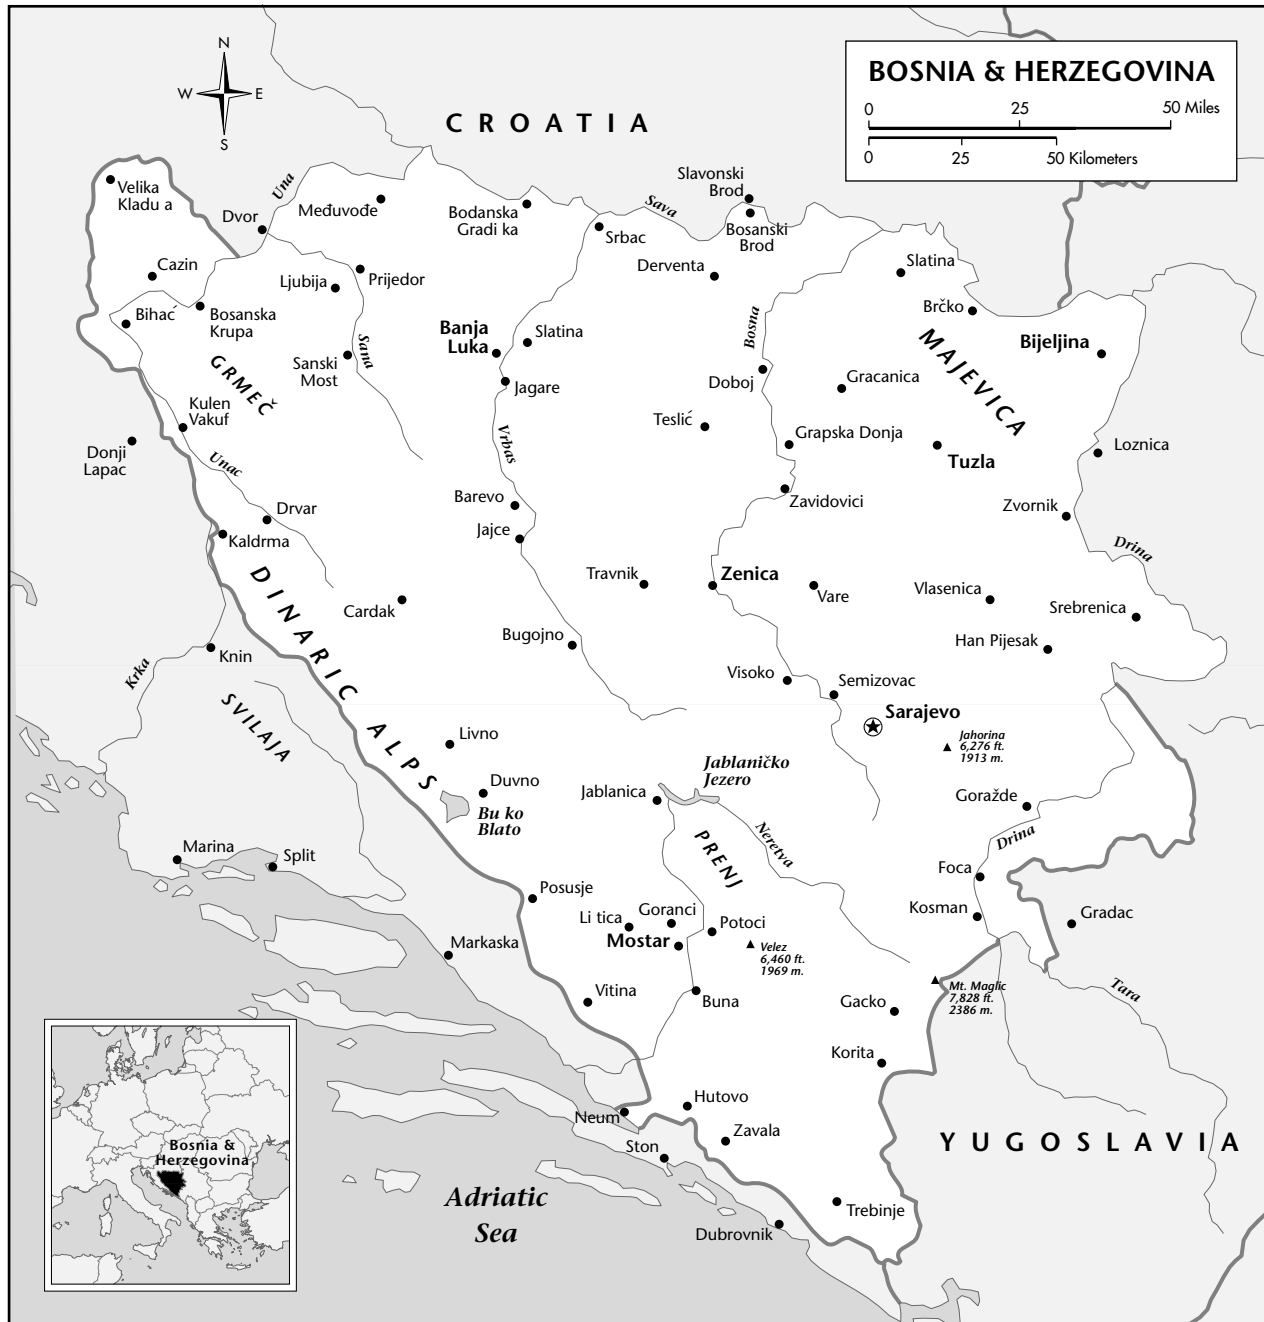 N
W E
S
BOSNIA & HERZEGOVINA
0 25 50 Miles
0 25 50 Kilometers
CROATIA
Velika
Kladu a
Dvor
Una
Međuvođe
Bodanska
Gradi ka
Sava
Slavonski
Brod
Bosanski
Brod
Srbac
Derventa
Slatina
Cazin
Ljubija
Prijedor
Bihać
Bosanska
Krupa
Brčko
Banja
Luka
Slatina
Bosna
MAJEVICA
Bijeljina
GRMEČ
Sanski
Most
Sana
Jagare
Doboj
Gracanica
Kulen
Vakuf
Teslić
Grapska Donja
Donji
Lapac
Unac
Vrbas
Tuzla
Loznica
Drvar
Barevo
Zavidovici
Zvornik
Kaldrma
Jajce
Drina
DINARIC ALPS
Travnik
Zenica
Vare
Vlasenica
Srebrenica
Cardak
Bugojno
Han Pijesak
Krka
Knin
Visoko
Semizovac
SVILAJA
Sarajevo
Livno
Jahorina
6,276 ft.
1913 m.
Jablaničko
Jezero
Duvno
Jablanica
Goražde
Bu ko
Blato
Neretva
Drina
PRENJ
Marina
Split
Foca
Posusje
Kosman
Gradac
Li tica
Goranci
Potoci
Mostar
Markaska
Velez
6,460 ft.
1969 m.
Mt. Maglic
7,828 ft.
2386 m.
Tara
Vitina
Buna
Gacko
Korita
Hutovo
Neum
Zavala
Ston
YUGOSLAVIA
Bosnia &
Herzegovina
Adriatic
Sea
Trebinje
Dubrovnik